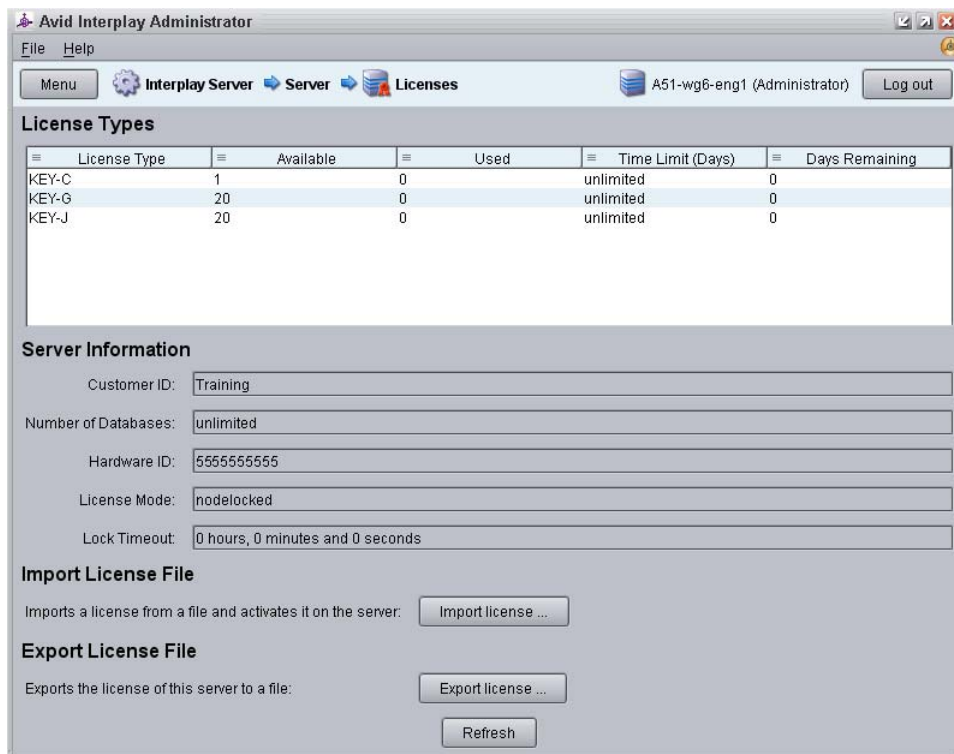 Avid Interplay Administrator
File Help
Menu Interplay Server Server Licenses A51-wg6-eng1 (Administrator) Log out
License Types
License Type Available Used Time Limit (Days) Days Remaining
KEY-C 1 0 unlimited 0
KEY-G 20 0 unlimited 0
KEY-J 20 0 unlimited 0
Server Information
Customer ID: Training
Number of Databases: unlimited
Hardware ID: 5555555555
License Mode: nodelocked
Lock Timeout: 0 hours, 0 minutes and 0 seconds
Import License File
Imports a license from a file and activates it on the server: Import license ...
Export License File
Exports the license of this server to a file: Export license ...
Refresh